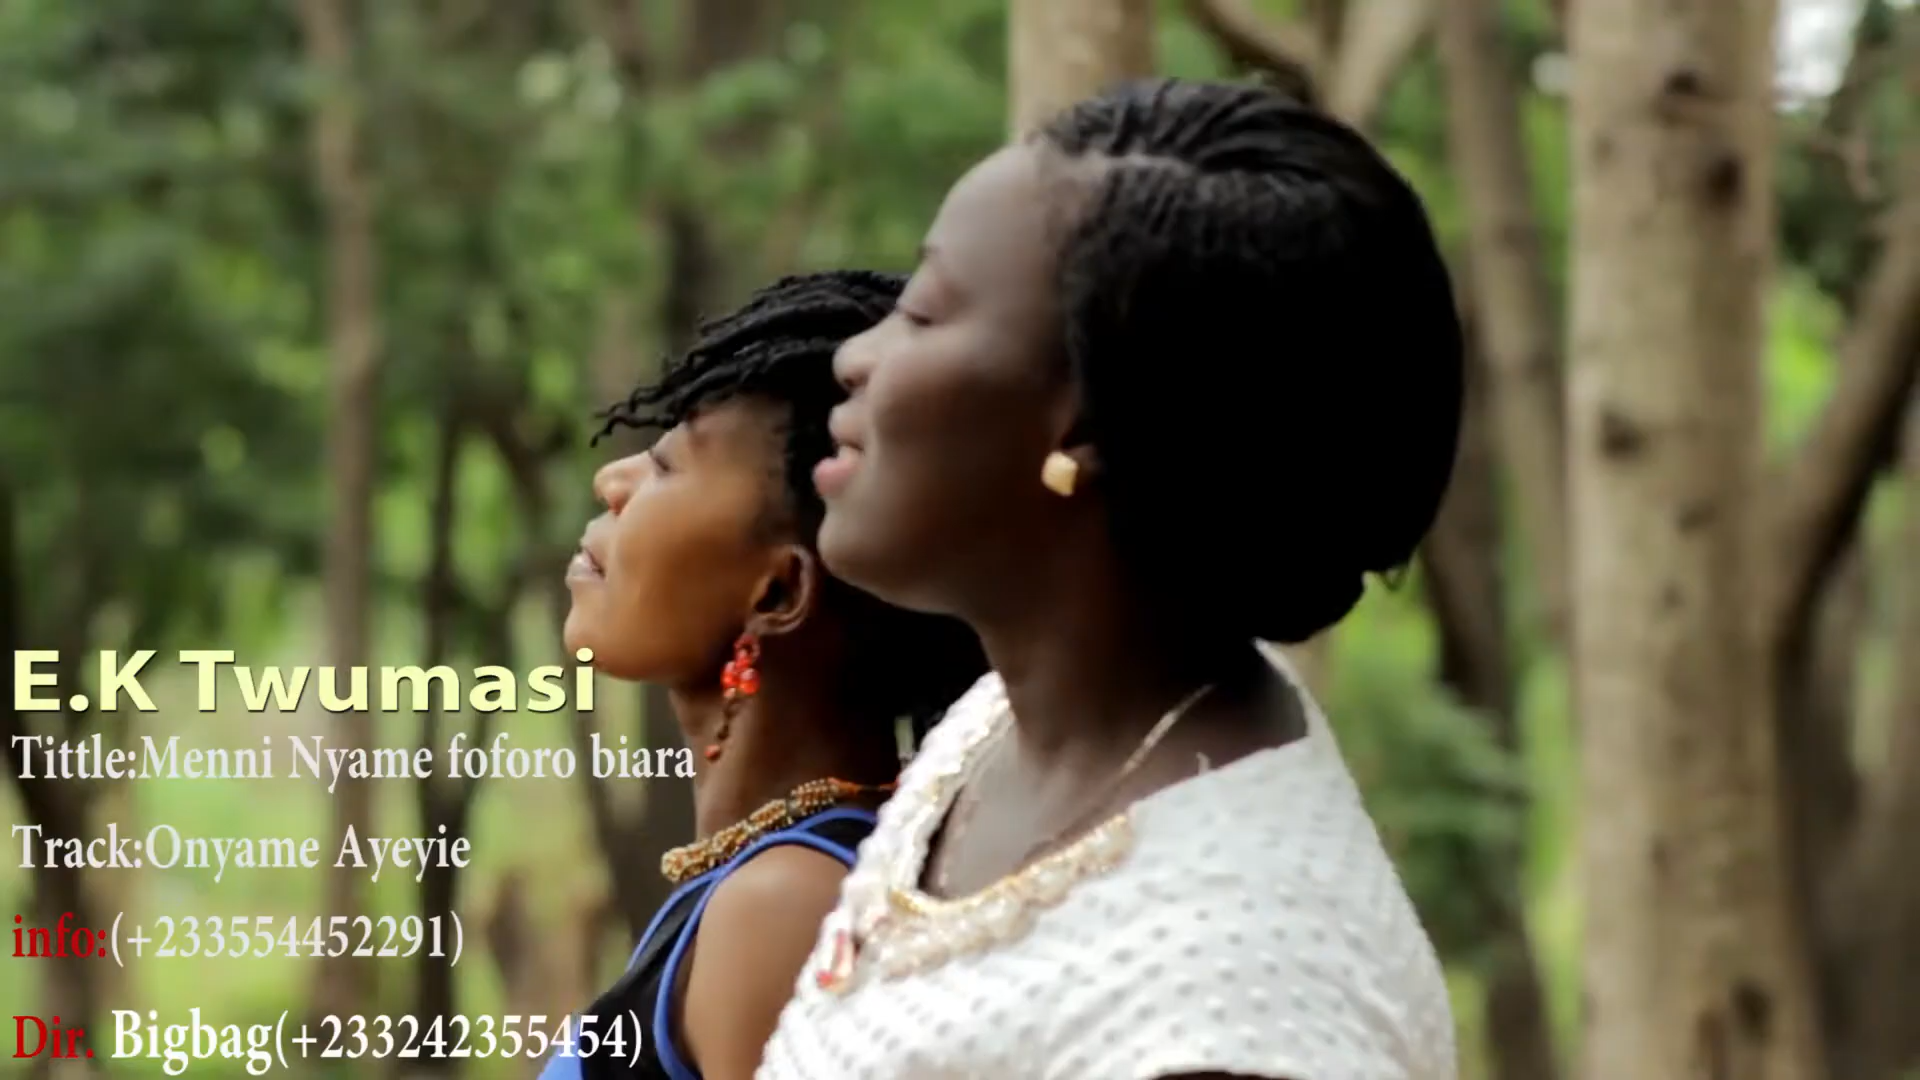 E.K Twumasi
Tittle:Menni Nyame foforo biara
Track:Onyame Ayeyie
info:(+233554452291)
Dir. Bigbag(+233242355454)